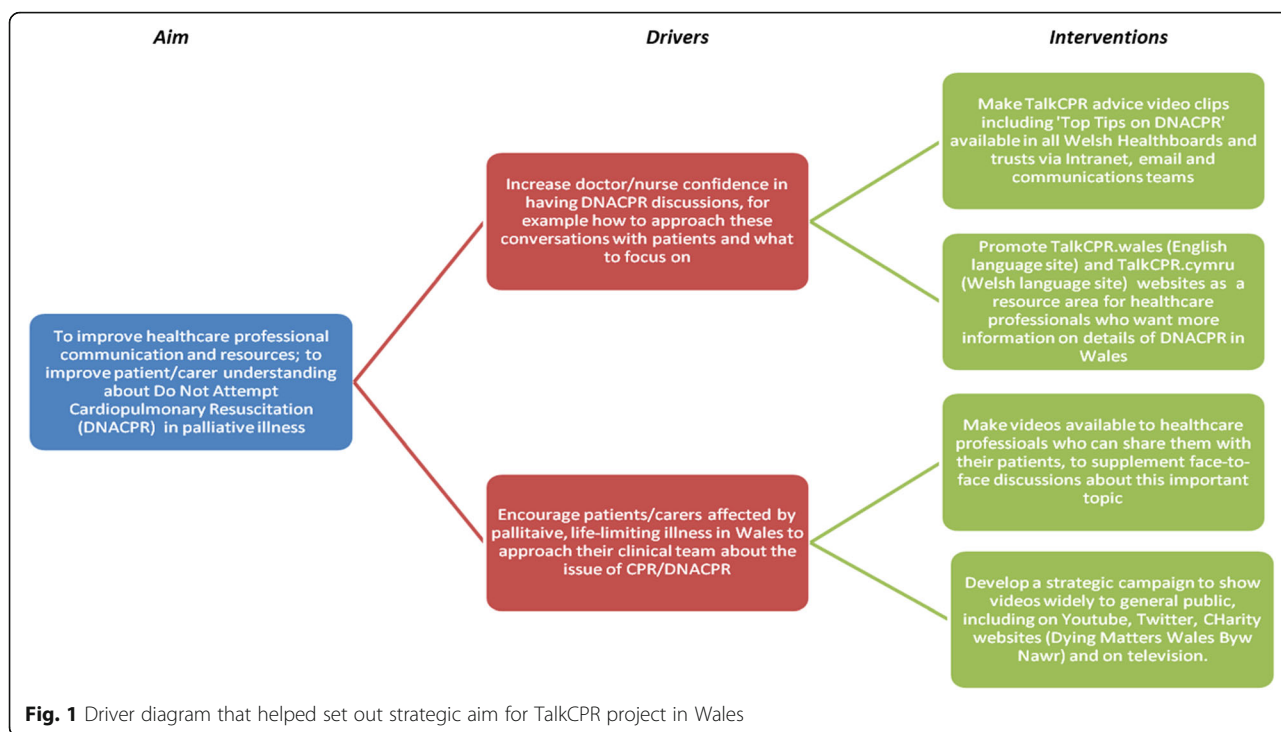 Aim
Drivers
Interventions
To improve healthcare professional
communication and resources; to
improve patient/carer understanding
about Do Not Attempt
Cardiopulmonary Resuscitation
(DNACPR) in palliative illness
Increase doctor/nurse confidence in
having DNACPR discussions, for
example how to approach these
conversations with patients and what
to focus on
Encourage patients/carers affected by
pallitaive, life-limiting illness in Wales to
approach their clinical team about the
issue of CPR/DNACPR
Make TalkCPR advice video clips
including 'Top Tips on DNACPR'
available in all Welsh Healthboards and
trusts via Intranet, email and
communications teams
Promote TalkCPR.wales (English
language site) and TalkCPR.cymru
(Welsh language site) websites as a
resource area for healthcare
professionals who want more
information on details of DNACPR in
Wales
Make videos available to healthcare
professioals who can share them with
their patients, to supplement face-to-
face discussions about this important
topic
Develop a strategic campaign to show
videos widely to general public,
including on Youtube, Twitter, CHarity
websites (Dying Matters Wales Byw
Nawr) and on television.
Fig. 1 Driver diagram that helped set out strategic aim for TalkCPR project in Wales